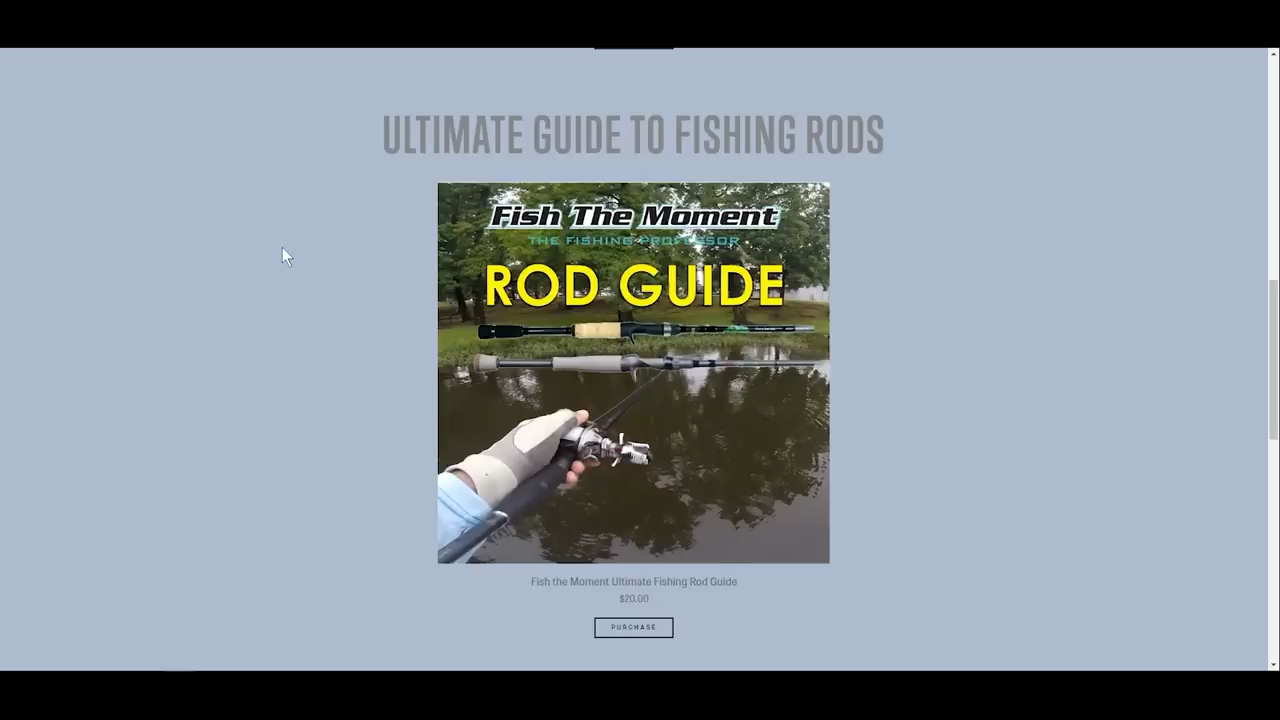 ULTIMATE GUIDE TO FISHING RODS
Fish The Moment
THE FISHING PROFESSOR
ROD GUIDE
Fish the Moment Ultimate Fishing Rod Guide
$20.00
PURCHASE